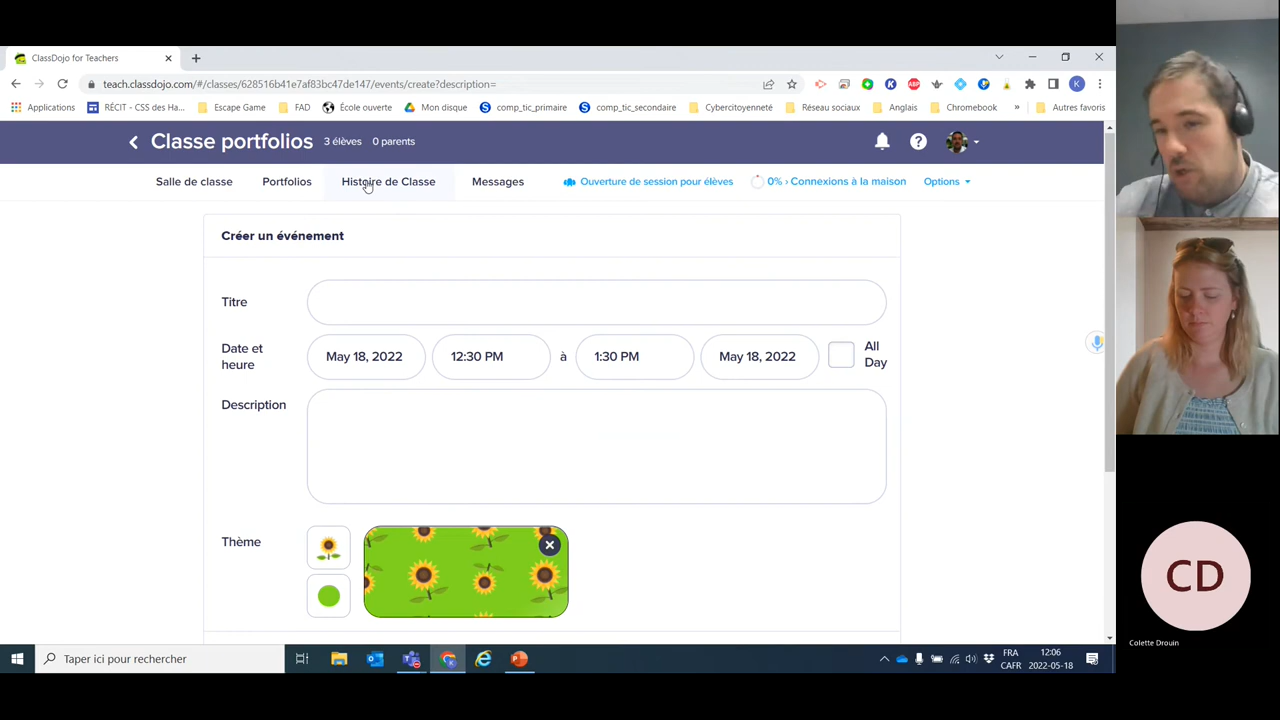 ClassDojo for Teachers
teach.classdojo.com/#/classes/628516b41e7af83bc47de147/events/create?description=
K
Applications RÉCIT - CSS des Ha... Escape Game FAD École ouverte Mon disque comp_tic_primaire comp_tic_secondaire Cybercitoyenneté Réseau sociaux Anglais Chromebook » Autres favoris
Classe portfolios 3 élèves 0 parents
Salle de classe Portfolios Histoire de Classe Messages Ouverture de session pour élèves 0% › Connexions à la maison Options
Créer un événement
Titre
Date et
heure
May 18, 2022 12:30 PM à 1:30 PM May 18, 2022
All
Day
Description
Thème
CD
Colette Drouin
Taper ici pour rechercher
FRA
CAFR
12:06
2022-05-18